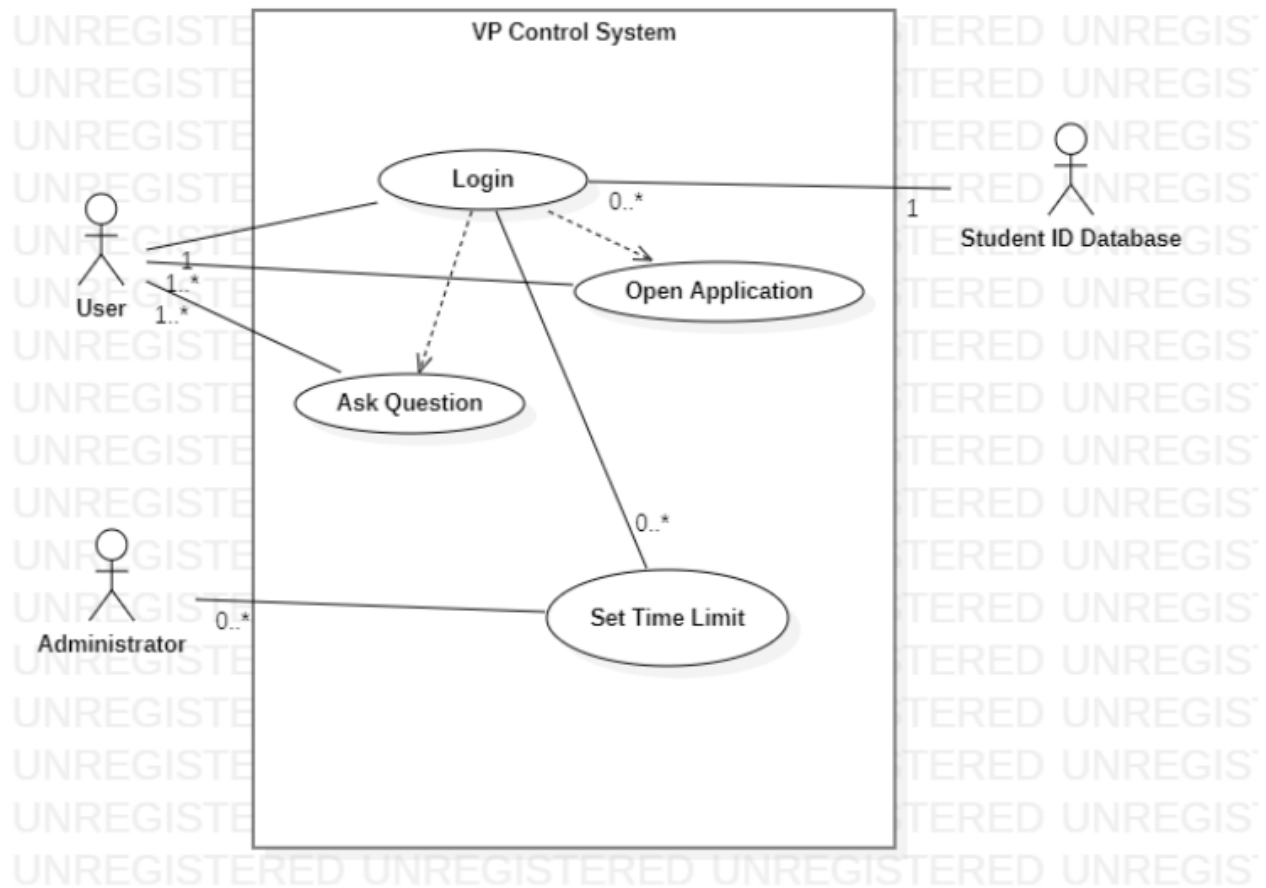 VP Control System
Login
0..*
1
Student ID Database
User
1
1..*
1..*
Open Application
Ask Question
0..*
Administrator
0..*
Set Time Limit
UNREGISTERED UNREGISTERED UNREGIS